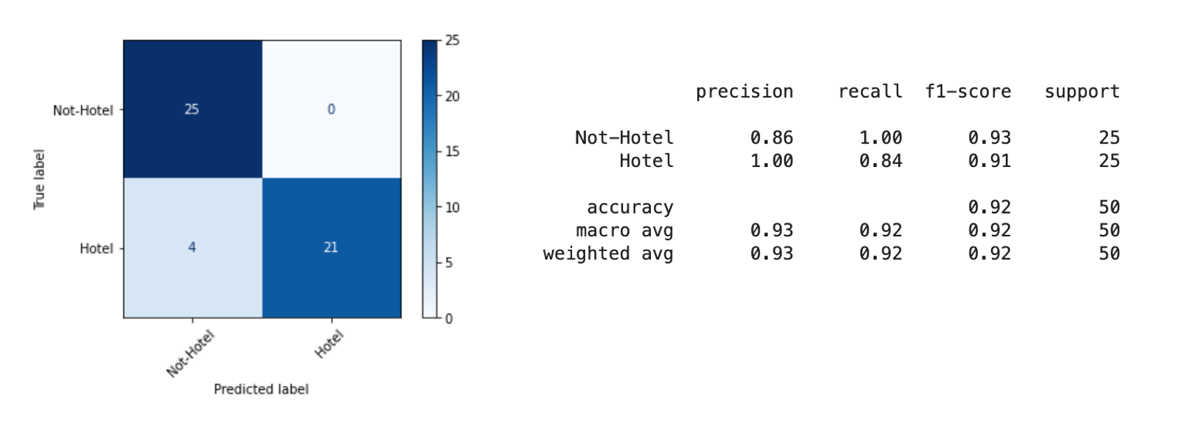 25
Not-Hotel 25 0
20
15
True label
10
Hotel 4 21
5
0
Not-Hotel Hotel
Predicted label
precision recall f1-score support
Not-Hotel 0.86 1.00 0.93 25
Hotel 1.00 0.84 0.91 25
accuracy 0.92 50
macro avg 0.93 0.92 0.92 50
weighted avg 0.93 0.92 0.92 50